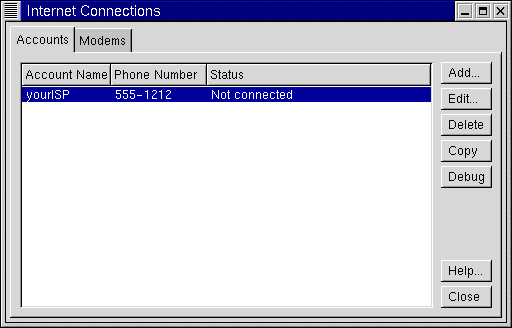 Internet Connections
Accounts Modems
Account Name Phone Number Status
yourISP 555-1212 Not connected
Add...
Edit...
Delete
Copy
Debug
Help...
Close